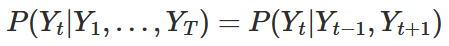 P(Y_t|Y_1, . . . , Y_T) = P(Y_t|Y_{t−1}, Y_{t+1})